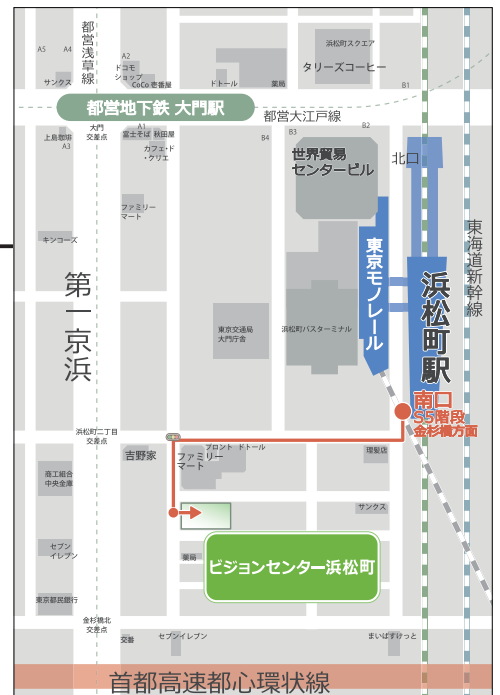 浜松町スクエア
都営浅草線
A5
A4
A2
ドコモ
ショップ
サンクス
CoCo 壱番屋
ドトール
薬局
タリーズコーヒー
B1
都営地下鉄 大門駅
都営大江戸線
大門
交差点
上島珈琲
A3
A1
富士そば 秋田屋
カフェ・ド
・クリエ
B4
B3
B2
世界貿易
センタービル
北口
ファミリー
マート
キンコーズ
東京モノレール
東海道新幹線
第一京浜
浜松町駅
東京交通局
大門庁舎
浜松町バスターミナル
南口
S5階段
金杉橋方面
浜松町二丁目
交差点
吉野家
ファミリー
マート
プロント
ドトール
環髪店
商工組合
中央金庫
サンクス
セブン
イレブン
薬局
ビジョンセンター浜松町
東京都民銀行
金杉橋北
交差点
交番
セブンイレブン
まいばすけっと
首都高速都心環状線